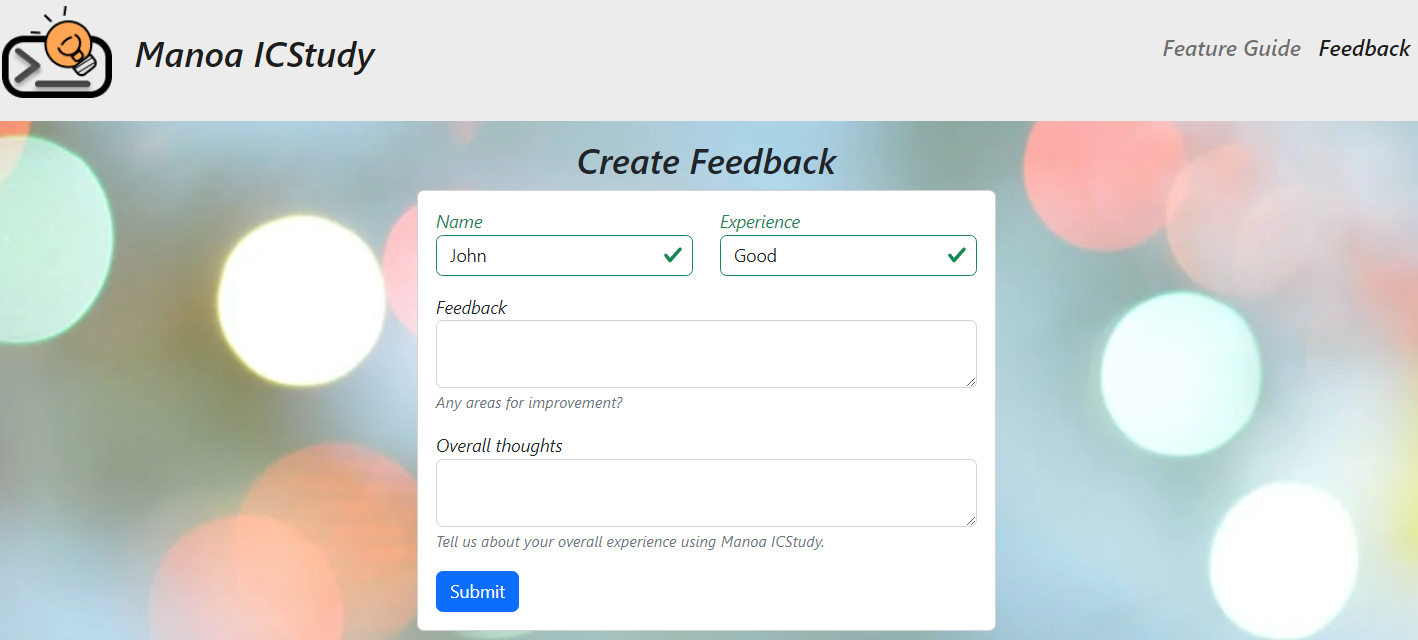 Manoa ICStudy
Feature Guide Feedback
Create Feedback
Name Experience
John Good
Feedback
Any areas for improvement?
Overall thoughts
Tell us about your overall experience using Manoa ICStudy.
Submit